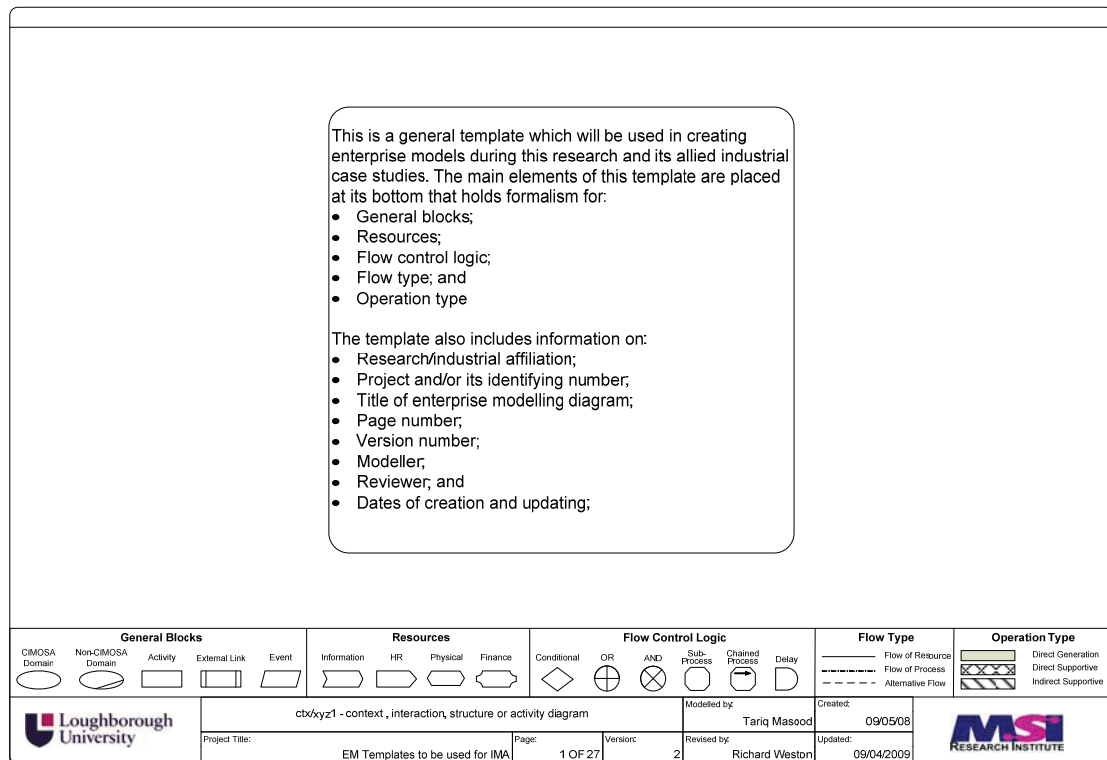 This is a general template which will be used in creating
enterprise models during this research and its allied industrial
case studies. The main elements of this template are placed
at its bottom that holds formalism for:
• General blocks;
• Resources;
• Flow control logic;
• Flow type; and
• Operation type
The template also includes information on:
• Research/industrial affiliation;
• Project and/or its identifying number;
• Title of enterprise modelling diagram;
• Page number;
• Version number;
• Modeller;
• Reviewer; and
• Dates of creation and updating;
General Blocks
CIMOSA
Domain
Non-CIMOSA
Domain
Activity
External Link
Event
Resources
Information
HR
Physical
Finance
Flow Control Logic
Conditional
OR
AND
Sub-
Process
Chained
Process
Delay
Flow Type
Flow of Resource
Flow of Process
Alternative Flow
Operation Type
Direct Generation
Direct Supportive
Indirect Supportive
Loughborough
University
ctx/xyz1 - context , interaction, structure or activity diagram
Modelled by:
Tariq Masood
Created:
09/05/08
Project Title:
EM Templates to be used for IMA
Page:
1 OF 27
Version:
2
Revised by:
Richard Weston
Updated:
09/04/2009
MSI
RESEARCH INSTITUTE